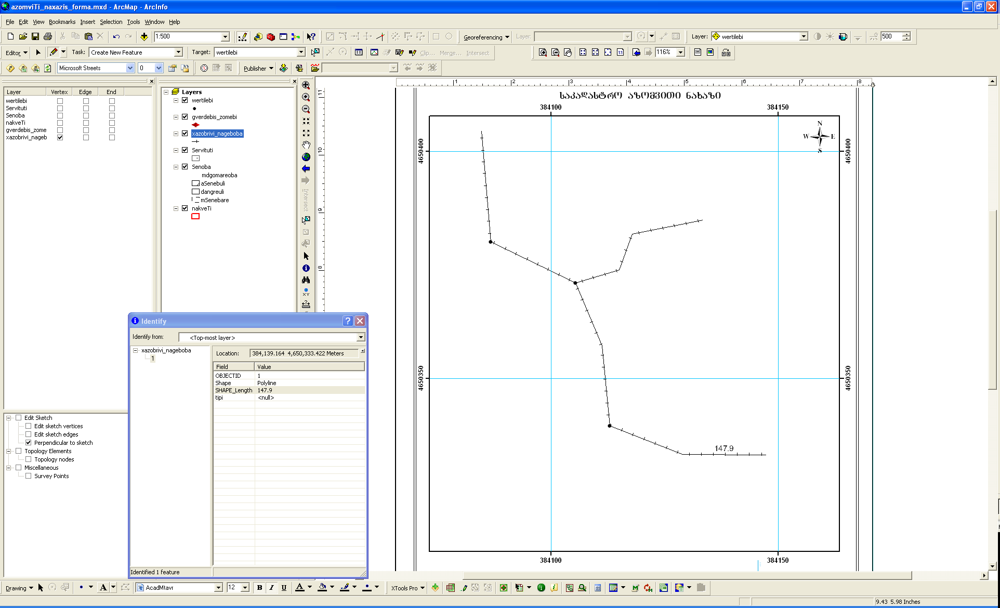 azomviTi_naxazis_forma.mxd - ArcMap - ArcInfo
File Edit View Bookmarks Insert Selection Tools Window Help
1:500
Georeferencing
Layer:
Layer: wertilebi
500
Editor
Task: Create New Feature
Target: wertilebi
Clip... Merge... Intersect
116%
Microsoft Streets
0
Publisher
Layer Vertex Edge End
wertilebi
Servituti
Senoba
nakveTi
gverdebis_zome
xazobrivi_nageb
Layers
wertilebi
gverdebis_zomebi
xazobrivi_nageboba
Servituti
Senoba
mdgomareoba
aSenebuli
dangreuli
mSenebare
nakveTi
Intersect
XY
1 2 3 4 5 6 7 8
11
10
9
8
საკადასტრო აზომვითი ნახაზი
384100 384150
N
W E
S
4650400 4650400
4650350 4650350
147.9
384100 384150
Identify
Identify from: <Top-most layer>
xazobrivi_nageboba
1
Location: 384,139.164 4,650,333.422 Meters
Field Value
OBJECTID 1
Shape Polyline
SHAPE_Length 147.9
tipi <null>
Identified 1 feature
Edit Sketch
Edit sketch vertices
Edit sketch edges
Perpendicular to sketch
Topology Elements
Topology nodes
Miscellaneous
Survey Points
Drawing
A
AcadMtavr
12
B I U A
XTools Pro
9.43 5.98 Inches